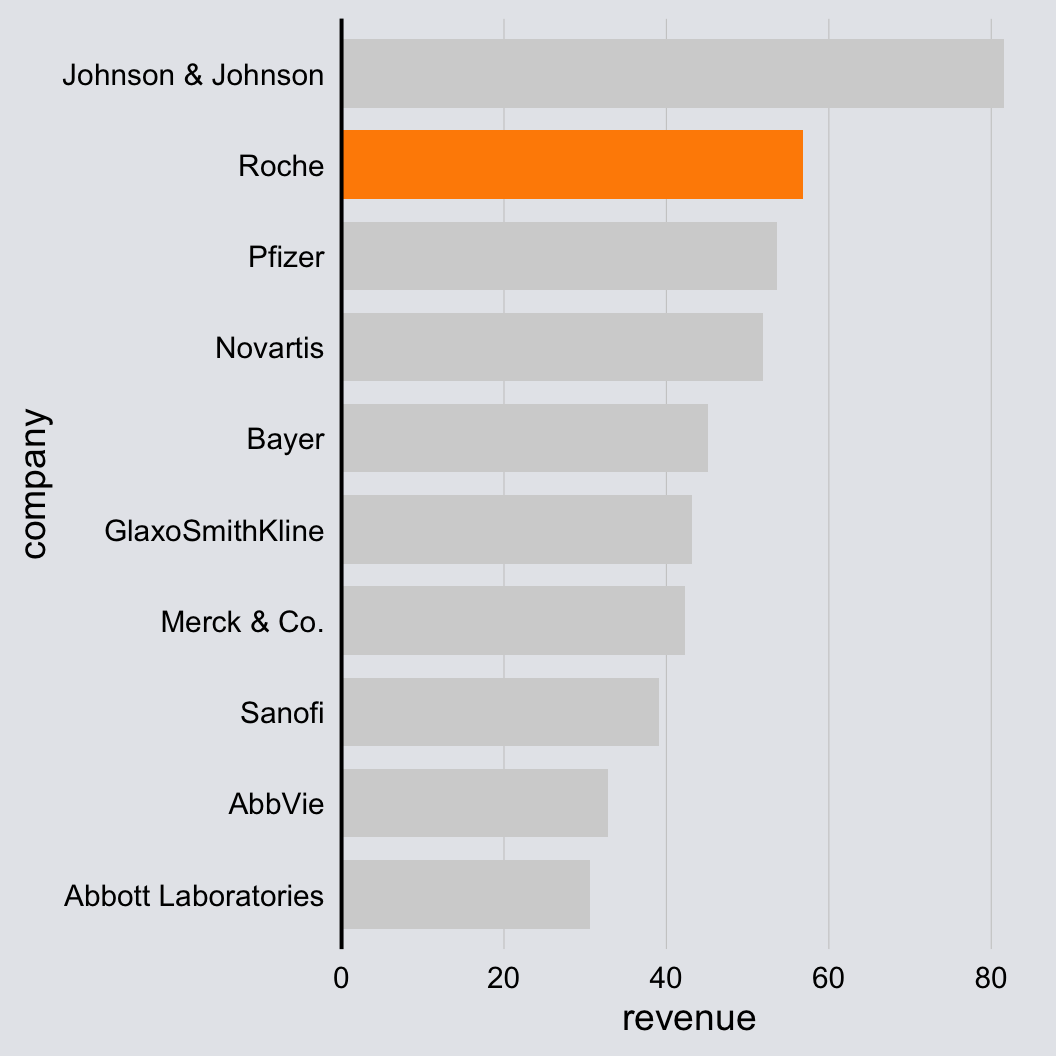 Johnson & Johnson
Roche
Pfizer
Novartis
Bayer
GlaxoSmithKline
Merck & Co.
Sanofi
AbbVie
Abbott Laboratories
company
0 20 40 60 80
revenue